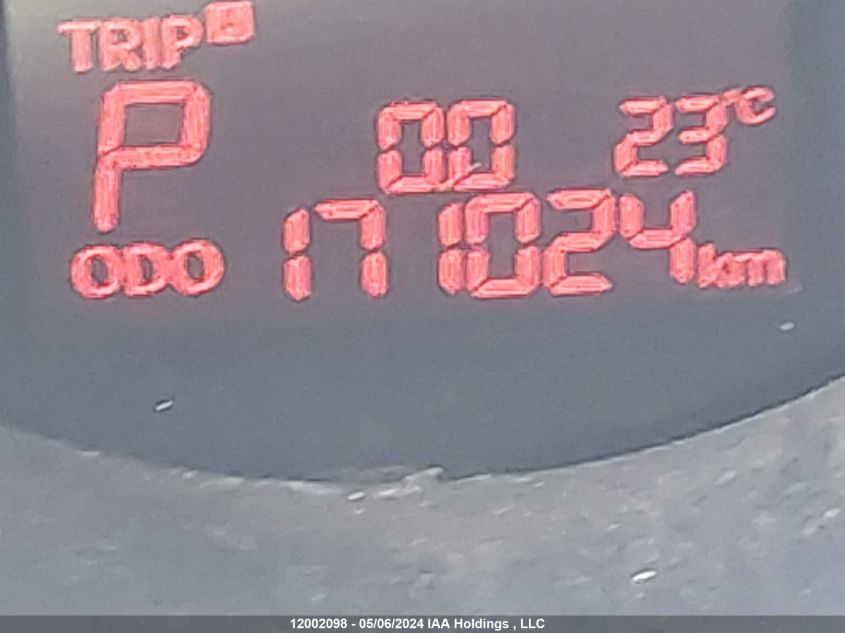 TRIP
P 00 23°C
ODO 171024 km
12002098 - 05/06/2024 IAA Holdings , LLC